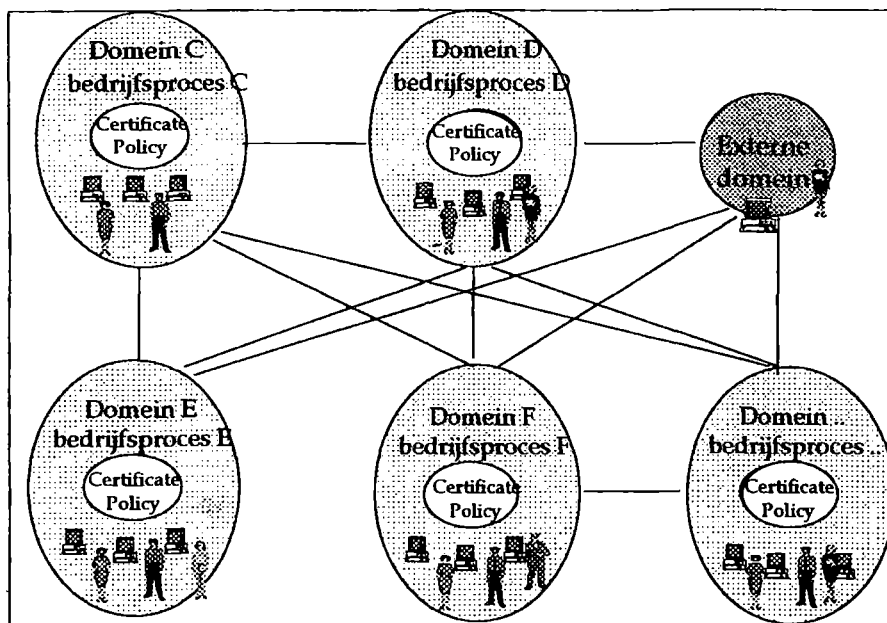 Domein C
bedrijfsproces C
Certificate
Policy
Domein D
bedrijfsproces D
Certificate
Policy
Externe
domein
Domein E
bedrijfsproces E
Certificate
Policy
Domein F
bedrijfsproces F
Certificate
Policy
Domein ..
bedrijfsproces ..
Certificate
Policy